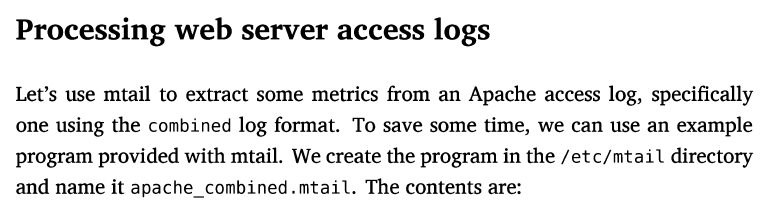 Processing web server access logs
Let’s use mtail to extract some metrics from an Apache access log, specifically
one using the combined log format. To save some time, we can use an example
program provided with mtail. We create the program in the /etc/mtail directory
and name it apache_combined.mtail. The contents are: